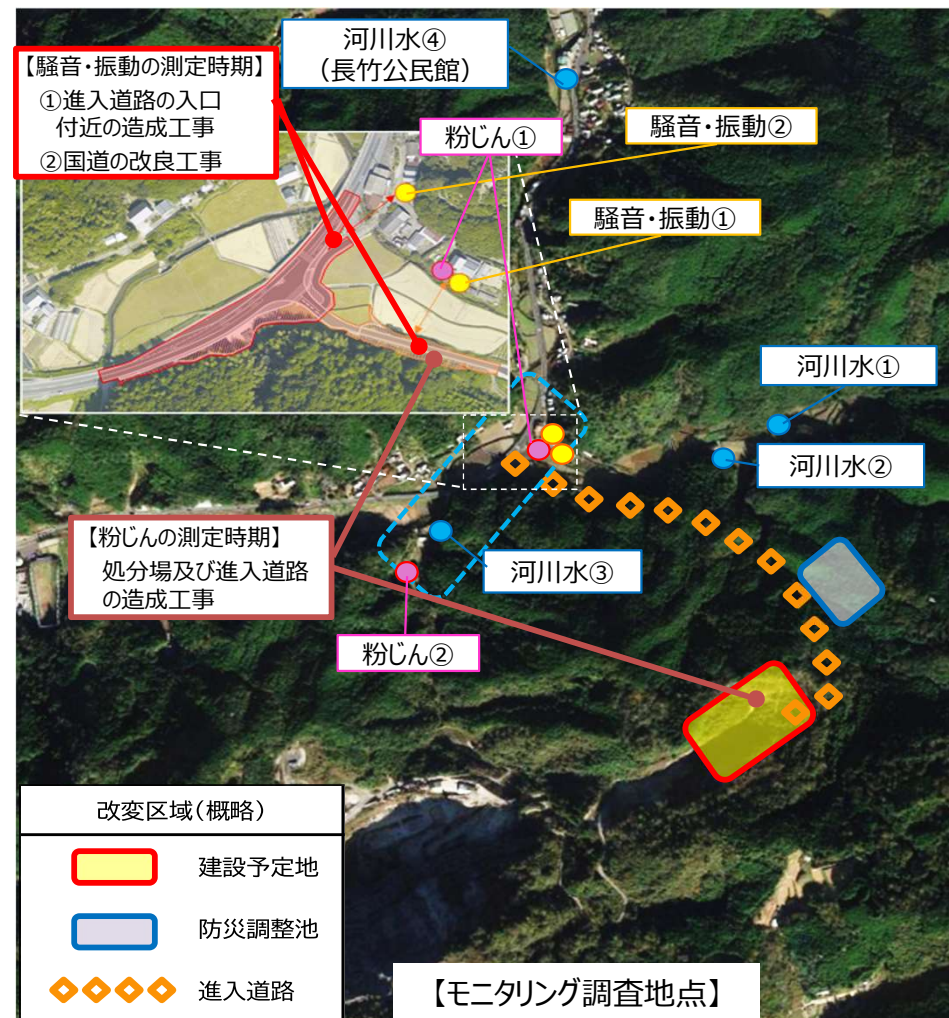 河川水④
（長竹公民館）
【騒音・振動の測定時期】
①進入道路の入口
付近の造成工事
②国道の改良工事
粉じん①
騒音・振動②
騒音・振動①
河川水①
河川水②
【粉じんの測定時期】
処分場及び進入道路
の造成工事
河川水③
粉じん②
改変区域（概略）
建設予定地
防災調整池
進入道路
【モニタリング調査地点】